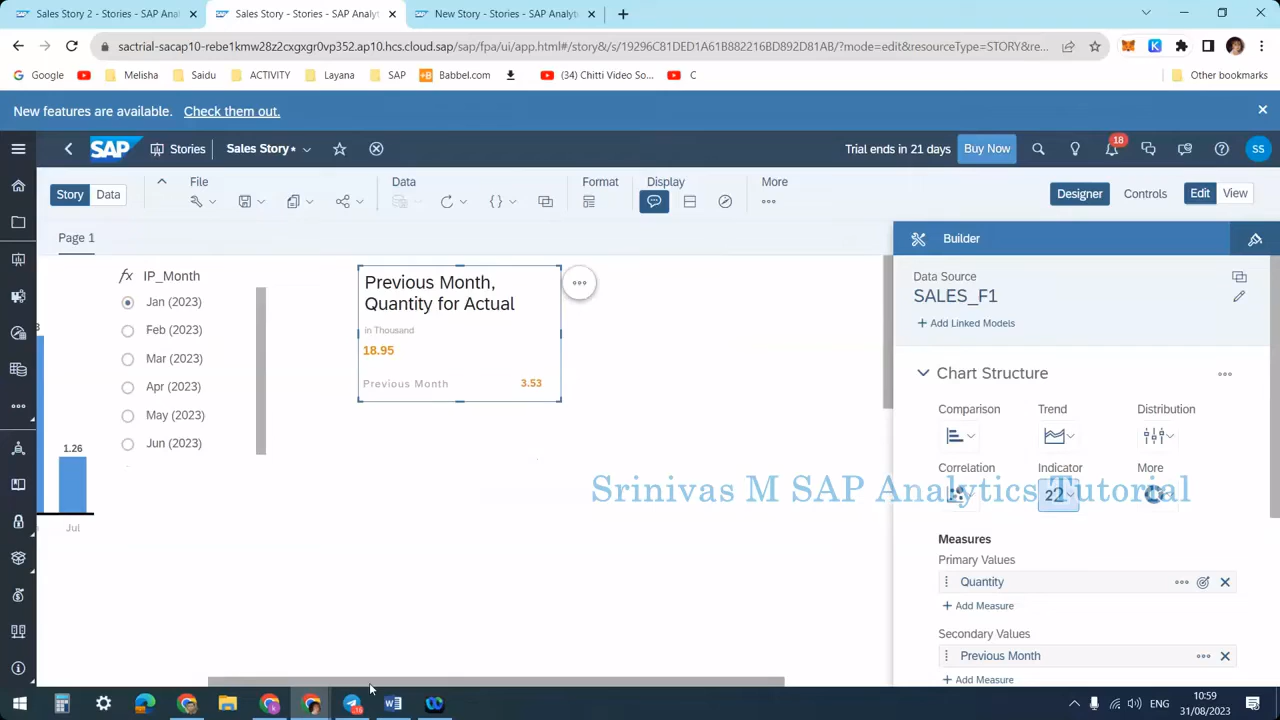 Sales Story 2 - Stories - SAP Analy
Sales Story - Stories - SAP Analyt
New Story - Stories - SAP Analyt
sactrial-sacap10-rebe1kmw28z2cxgxgr0vp352.ap10.hcs.cloud.sap/sap/fpa/ui/app.html#/story&/s/19296C81DED1A61B882216BD892D81AB/?mode=edit&resourceType=STORY&re...
Google
Melisha
Saidu
ACTIVITY
Layana
SAP
+B Babbel.com
(34) Chitti Video So...
C
Other bookmarks
New features are available. Check them out.
SAP Stories Sales Story* Trial ends in 21 days Buy Now 18 SS
File Data Format Display More
Story Data Designer Controls Edit View
Page 1
Builder
fx IP_Month
Jan (2023)
Feb (2023)
Mar (2023)
Apr (2023)
May (2023)
Jun (2023)
1.26
Jul
Previous Month,
Quantity for Actual
in Thousand
18.95
Previous Month 3.53
Data Source
SALES_F1
+ Add Linked Models
Chart Structure
Comparison Trend Distribution
Correlation Indicator More
22
Srinivas M SAP Analytics Tutorial
Measures
Primary Values
Quantity
+ Add Measure
Secondary Values
Previous Month
+ Add Measure
ENG
10:59
31/08/2023